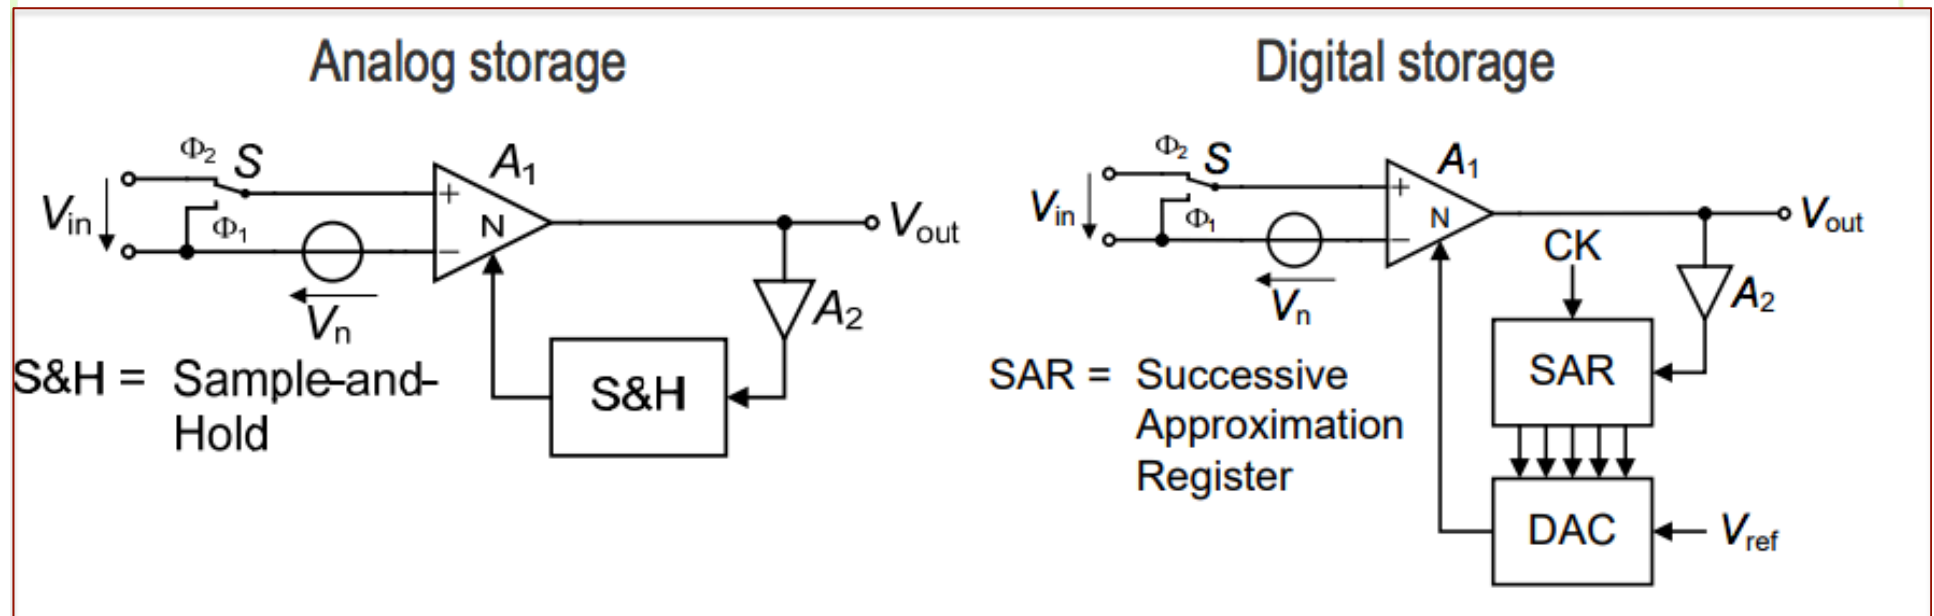 Analog storage
Φ2 S
A1
+
Vin
Φ1
N
−
Vout
Vn
A2
S&H = Sample-and-
Hold
S&H
Digital storage
Φ2 S
A1
+
Vin
Φ1
N
−
Vout
CK
Vn
A2
SAR = Successive
Approximation
Register
SAR
DAC
Vref